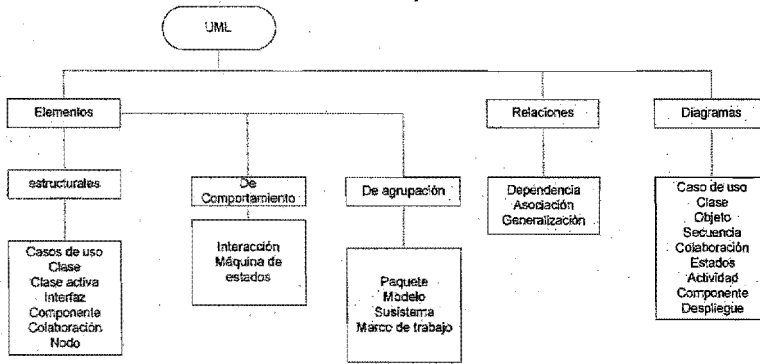 UML
Elementos
Relaciones
Diagramas
estructurales
De
Comportamiento
De agrupación
Dependencia
Asociación
Generalización
Caso de uso
Clase
Objeto
Secuencia
Colaboración
Estados
Actividad
Componente
Despliegue
Casos de uso
Clase
Clase activa
Interfaz
Componente
Colaboración
Nodo
Interacción
Máquina de
estados
Paquete
Modelo
Susistema
Marco de trabajo